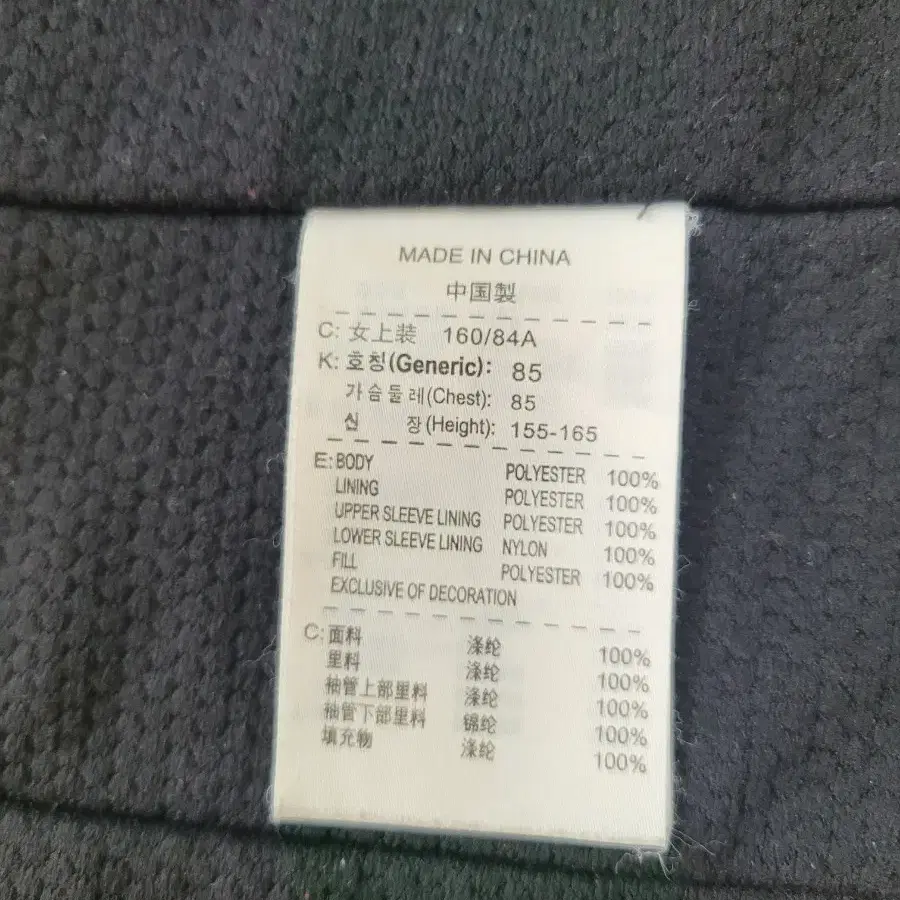 MADE IN CHINA
中国製
C: 女上装 160/84A
K: 호칭(Generic): 85
가슴둘레(Chest): 85
신 장(Height): 155-165
E: BODY POLYESTER 100%
LINING POLYESTER 100%
UPPER SLEEVE LINING POLYESTER 100%
LOWER SLEEVE LINING NYLON 100%
FILL POLYESTER 100%
EXCLUSIVE OF DECORATION
C: 面料 涤纶 100%
里料 涤纶 100%
袖管上部里料 涤纶 100%
袖管下部里料 锦纶 100%
填充物 涤纶 100%